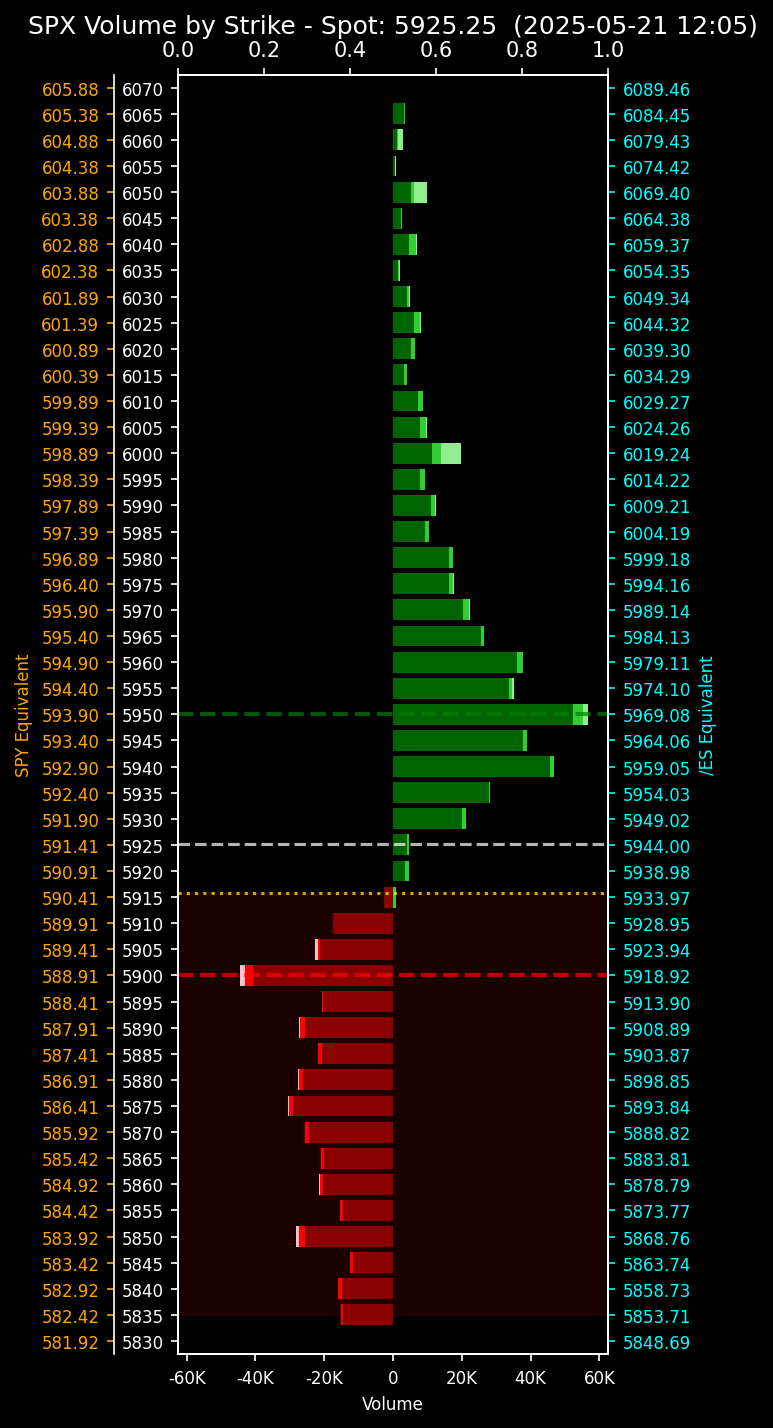 SPX Volume by Strike - Spot: 5925.25 (2025-05-21 12:05)
0.0 0.2 0.4 0.6 0.8 1.0
605.88 6070 6089.46
605.38 6065 6084.45
604.88 6060 6079.43
604.38 6055 6074.42
603.88 6050 6069.40
603.38 6045 6064.38
602.88 6040 6059.37
602.38 6035 6054.35
601.89 6030 6049.34
601.39 6025 6044.32
600.89 6020 6039.30
600.39 6015 6034.29
599.89 6010 6029.27
599.39 6005 6024.26
598.89 6000 6019.24
598.39 5995 6014.22
597.89 5990 6009.21
597.39 5985 6004.19
596.89 5980 5999.18
596.40 5975 5994.16
595.90 5970 5989.14
595.40 5965 5984.13
594.90 5960 5979.11
594.40 5955 5974.10
593.90 5950 5969.08
593.40 5945 5964.06
592.90 5940 5959.05
592.40 5935 5954.03
591.90 5930 5949.02
591.41 5925 5944.00
590.91 5920 5938.98
590.41 5915 5933.97
589.91 5910 5928.95
589.41 5905 5923.94
588.91 5900 5918.92
588.41 5895 5913.90
587.91 5890 5908.89
587.41 5885 5903.87
586.91 5880 5898.85
586.41 5875 5893.84
585.92 5870 5888.82
585.42 5865 5883.81
584.92 5860 5878.79
584.42 5855 5873.77
583.92 5850 5868.76
583.42 5845 5863.74
582.92 5840 5858.73
582.42 5835 5853.71
581.92 5830 5848.69
SPY Equivalent
/ES Equivalent
-60K -40K -20K 0 20K 40K 60K
Volume